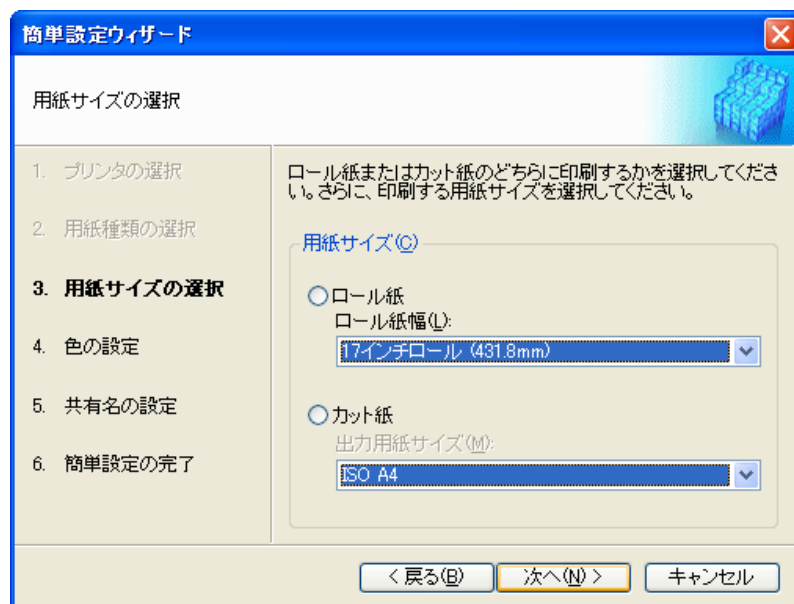 簡単設定ウィザード
用紙サイズの選択
1. プリンタの選択
2. 用紙種類の選択
3. 用紙サイズの選択
4. 色の設定
5. 共有名の設定
6. 簡単設定の完了
ロール紙またはカット紙のどちらに印刷するかを選択してくださ
い。さらに、印刷する用紙サイズを選択してください。
用紙サイズ(C)
ロール紙
ロール紙幅(L):
17インチロール (431.8mm)
カット紙
出力用紙サイズ(M):
ISO A4
< 戻る(B)
次へ(N) >
キャンセル